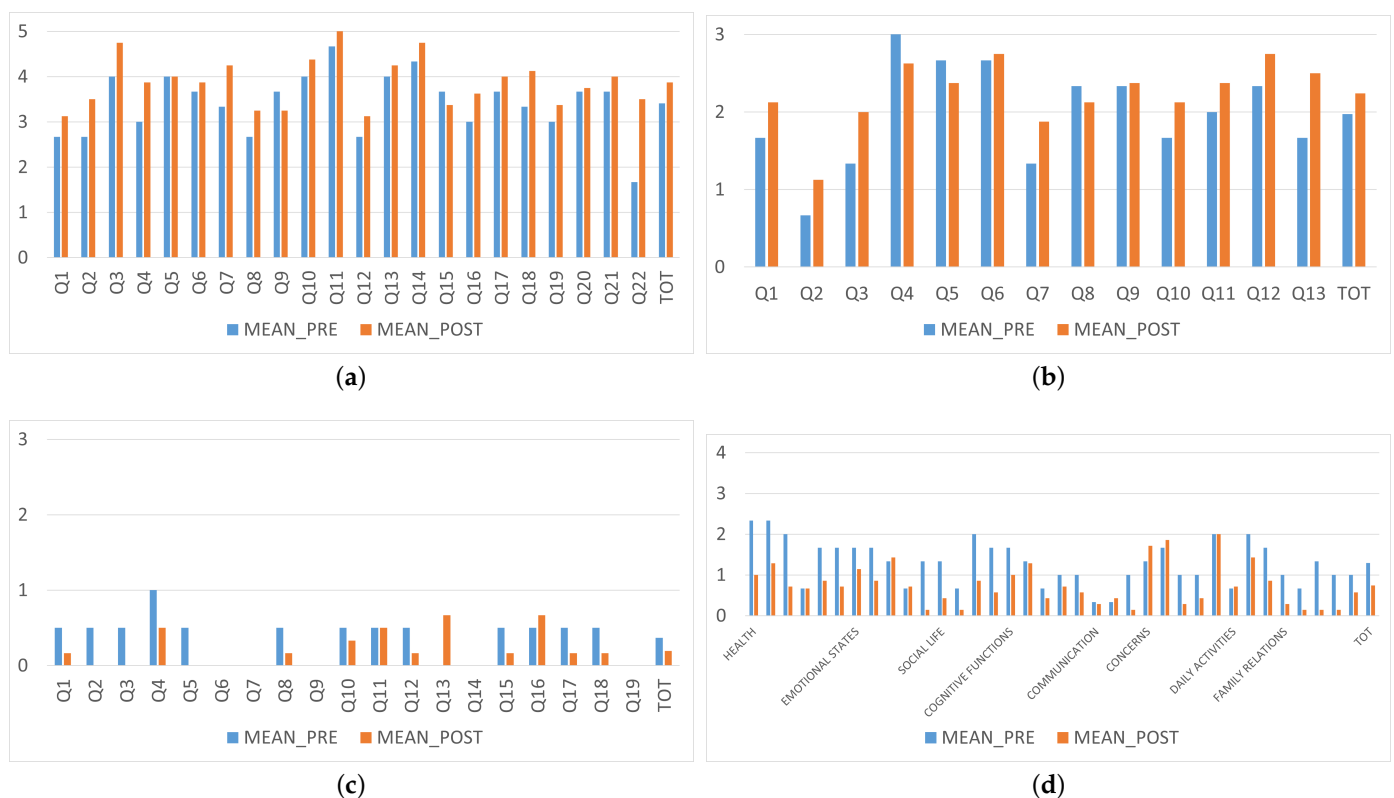 5
4
3
2
1
0
Q1 Q2 Q3 Q4 Q5 Q6 Q7 Q8 Q9 Q10 Q11 Q12 Q13 Q14 Q15 Q16 Q17 Q18 Q19 Q20 Q21 Q22 TOT
MEAN_PRE MEAN_POST
(a)
3
2
1
0
Q1 Q2 Q3 Q4 Q5 Q6 Q7 Q8 Q9 Q10 Q11 Q12 Q13 TOT
MEAN_PRE MEAN_POST
(b)
3
2
1
0
Q1 Q2 Q3 Q4 Q5 Q6 Q7 Q8 Q9 Q10 Q11 Q12 Q13 Q14 Q15 Q16 Q17 Q18 Q19 TOT
MEAN_PRE MEAN_POST
(c)
4
3
2
1
0
HEALTH EMOTIONAL STATES SOCIAL LIFE COGNITIVE FUNCTIONS COMMUNICATION CONCERNS DAILY ACTIVITIES FAMILY RELATIONS TOT
MEAN_PRE MEAN_POST
(d)